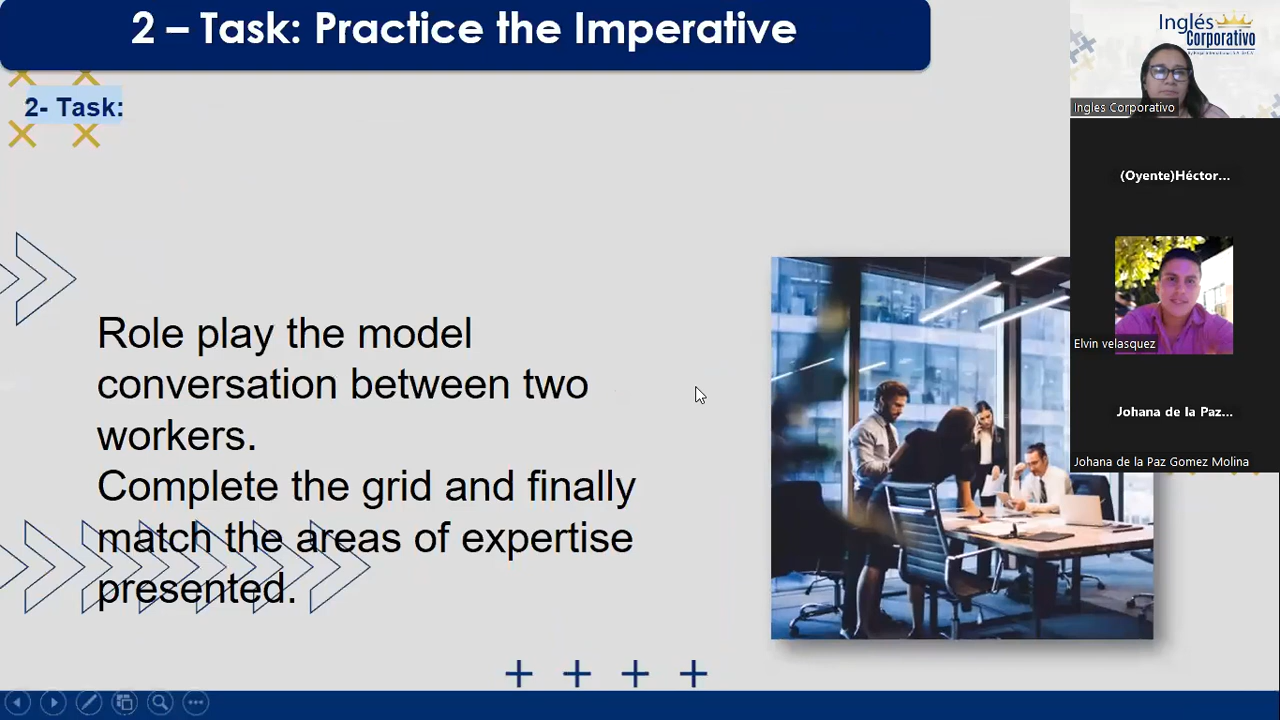 2 – Task: Practice the Imperative
2- Task:
Role play the model
conversation between two
workers.
Complete the grid and finally
match the areas of expertise
presented.
Inglés
Corporativo
Ingles Corporativo
(Oyente)Héctor...
Elvin velasquez
Johana de la Paz...
Johana de la Paz Gomez Molina